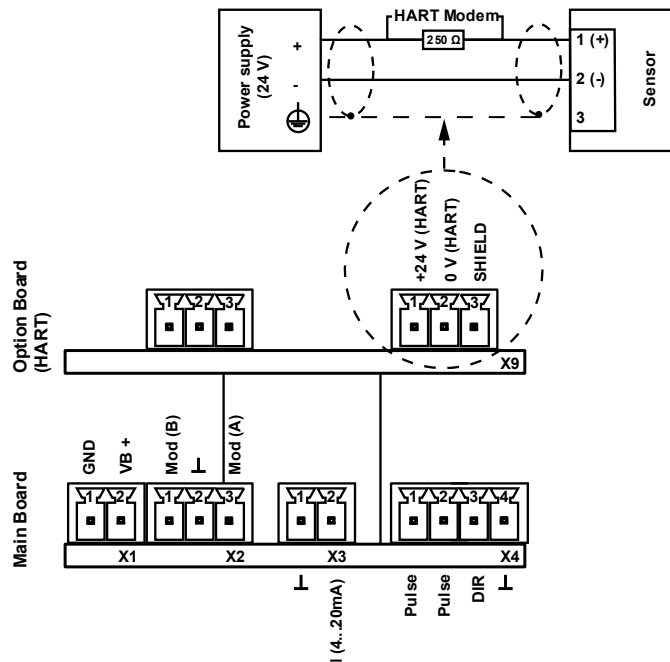 HART Modem
250 Ω
Power supply
(24 V)
+
-
1 (+)
2 (-)
3
Sensor
+24 V (HART)
0 V (HART)
SHIELD
Option Board
(HART)
1 2 3
1 2 3
X9
Main Board
GND
VB +
Mod (B)
⊥
Mod (A)
1 2
1 2 3
1 2
1 2 3 4
X1
X2
X3
X4
⊥
I (4...20mA)
Pulse
Pulse
DIR
⊥